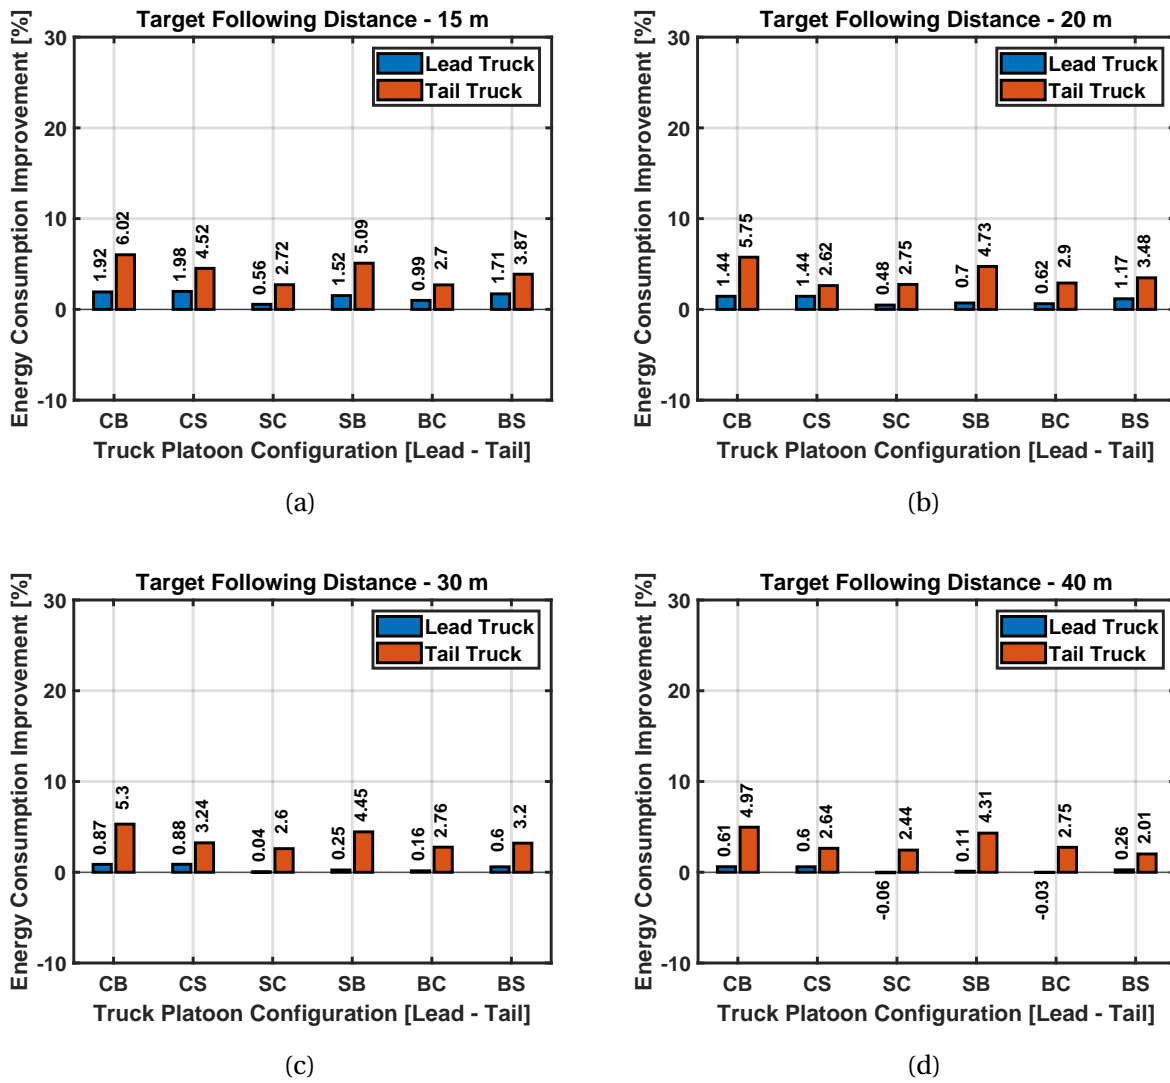 Target Following Distance - 15 m
Energy Consumption Improvement [%]
30
20
10
0
-10
Lead Truck
Tail Truck
1.92
6.02
1.98
4.52
0.56
2.72
1.52
5.09
0.99
2.7
1.71
3.87
CB CS SC SB BC BS
Truck Platoon Configuration [Lead - Tail]
(a)
Target Following Distance - 20 m
Energy Consumption Improvement [%]
30
20
10
0
-10
Lead Truck
Tail Truck
1.44
5.75
1.44
2.62
0.48
2.75
0.7
4.73
0.62
2.9
1.17
3.48
CB CS SC SB BC BS
Truck Platoon Configuration [Lead - Tail]
(b)
Target Following Distance - 30 m
Energy Consumption Improvement [%]
30
20
10
0
-10
Lead Truck
Tail Truck
0.87
5.3
0.88
3.24
0.04
2.6
0.25
4.45
0.16
2.76
0.6
3.2
CB CS SC SB BC BS
Truck Platoon Configuration [Lead - Tail]
(c)
Target Following Distance - 40 m
Energy Consumption Improvement [%]
30
20
10
0
-10
Lead Truck
Tail Truck
0.61
4.97
0.6
2.64
-0.06
2.44
0.11
4.31
-0.03
2.75
0.26
2.01
CB CS SC SB BC BS
Truck Platoon Configuration [Lead - Tail]
(d)